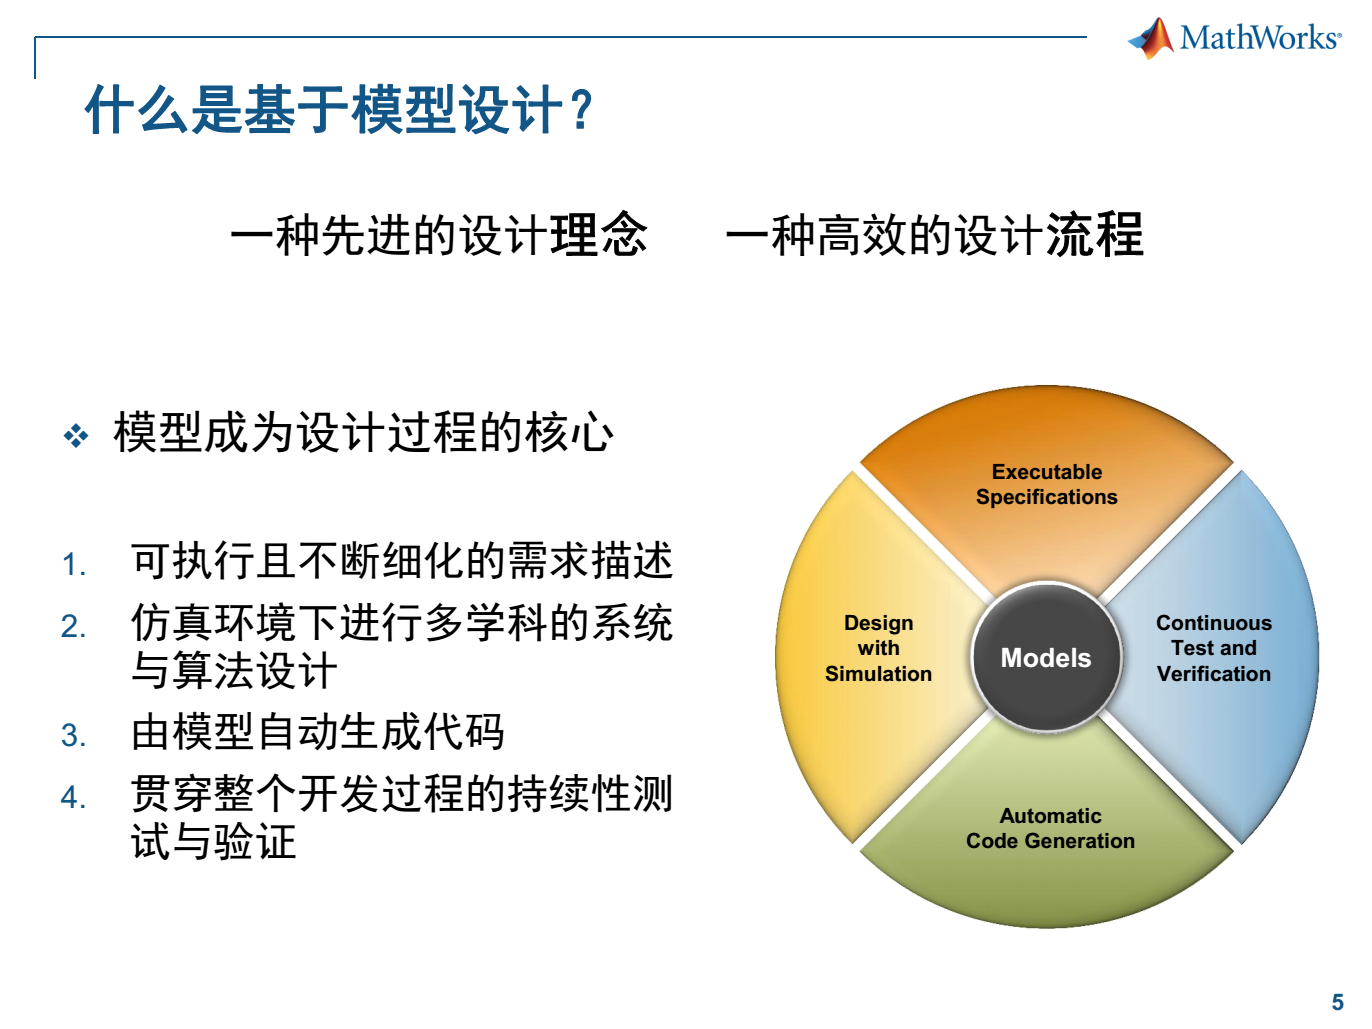 MathWorks
什么是基于模型设计？
一种先进的设计理念 一种高效的设计流程
❖ 模型成为设计过程的核心
1. 可执行且不断细化的需求描述
2. 仿真环境下进行多学科的系统
与算法设计
3. 由模型自动生成代码
4. 贯穿整个开发过程的持续性测
试与验证
Executable
Specifications
Design
with
Simulation
Models
Continuous
Test and
Verification
Automatic
Code Generation
5